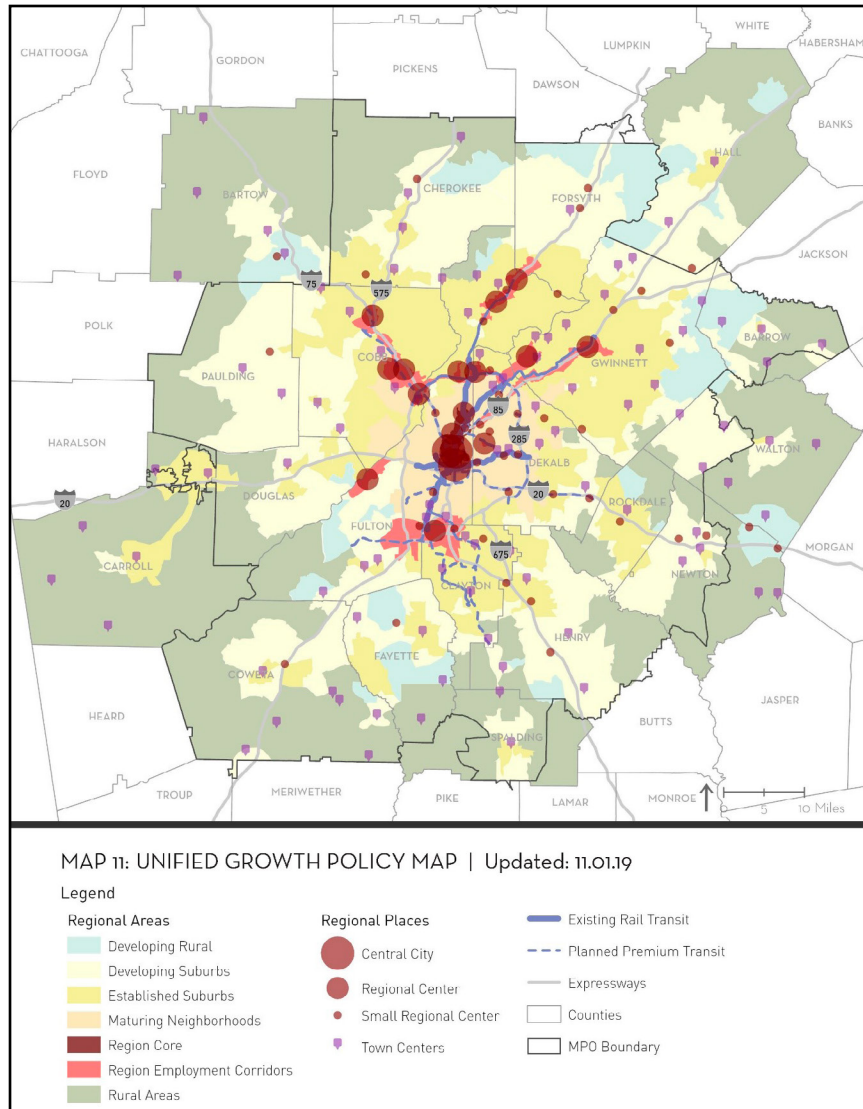 WHITE
CHATTOOGA
LUMPKIN
HABERSHAM
GORDON
PICKENS
DAWSON
BANKS
HALL
FLOYD
CHEROKEE
BARTOW
FORSYTH
JACKSON
75
575
POLK
BARROW
COBB
GWINNETT
PAULDING
85
HARALSON
285
WALTON
DEKALB
20
DOUGLAS
20
ROCKDALE
FULTON
MORGAN
675
CARROLL
NEWTON
CLAYTON
HENRY
FAYETTE
COWETA
JASPER
HEARD
BUTTS
SPALDING
TROUP
MERIWETHER
PIKE
LAMAR
MONROE
0 5 10 Miles
MAP 11: UNIFIED GROWTH POLICY MAP | Updated: 11.01.19
Legend
Regional Areas
Developing Rural
Developing Suburbs
Established Suburbs
Maturing Neighborhoods
Region Core
Region Employment Corridors
Rural Areas
Regional Places
Central City
Regional Center
Small Regional Center
Town Centers
Existing Rail Transit
Planned Premium Transit
Expressways
Counties
MPO Boundary